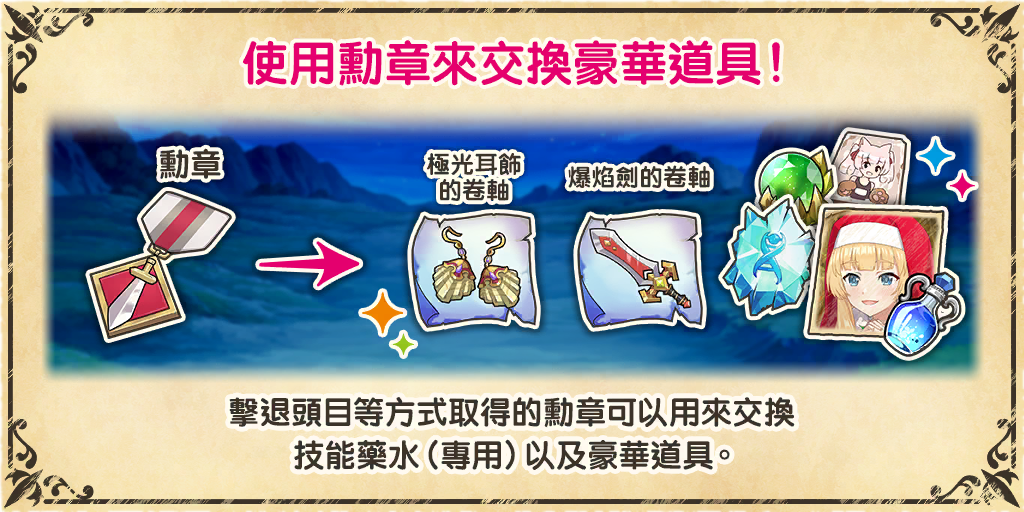 使用勳章來交換豪華道具！
勳章
極光耳飾
的卷軸
爆焰劍的卷軸
擊退頭目等方式取得的勳章可以用來交換
技能藥水（專用）以及豪華道具。